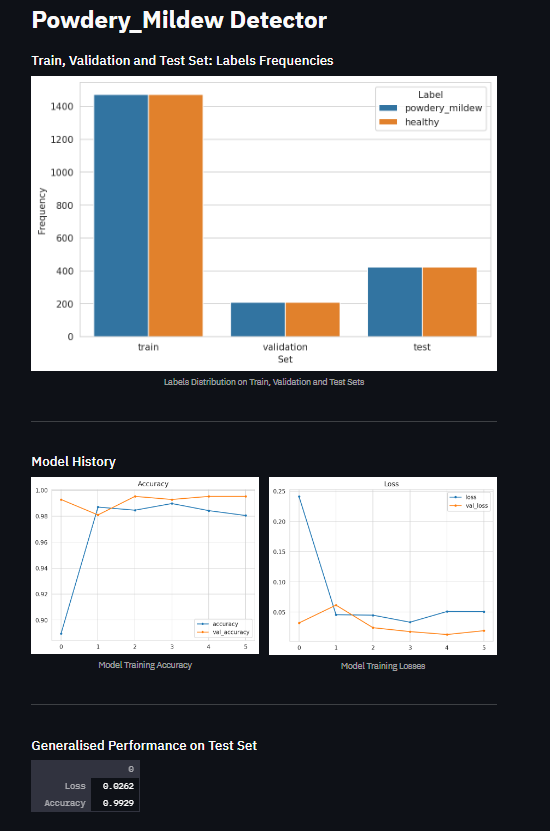 Powdery_Mildew Detector
Train, Validation and Test Set: Labels Frequencies
Label
powdery_mildew
healthy
1400
1200
1000
800
600
400
200
0
Frequency
train
validation
test
Set
Labels Distribution on Train, Validation and Test Sets
Model History
Accuracy
1.00
0.98
0.96
0.94
0.92
0.90
accuracy
val_accuracy
0
1
2
3
4
5
Model Training Accuracy
Loss
0.25
0.20
0.15
0.10
0.05
loss
val_loss
0
1
2
3
4
5
Model Training Losses
Generalised Performance on Test Set
0
Loss 0.0262
Accuracy 0.9929